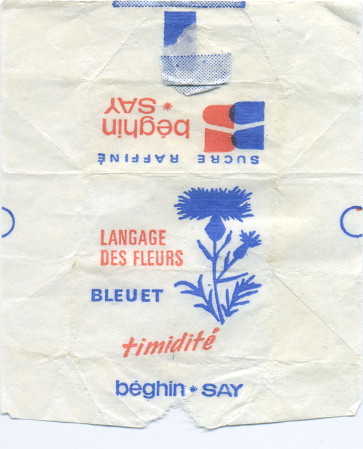 béghin * SAY
SUCRE RAFFINÉ
LANGAGE
DES FLEURS
BLEUET
timidité
béghin * SAY